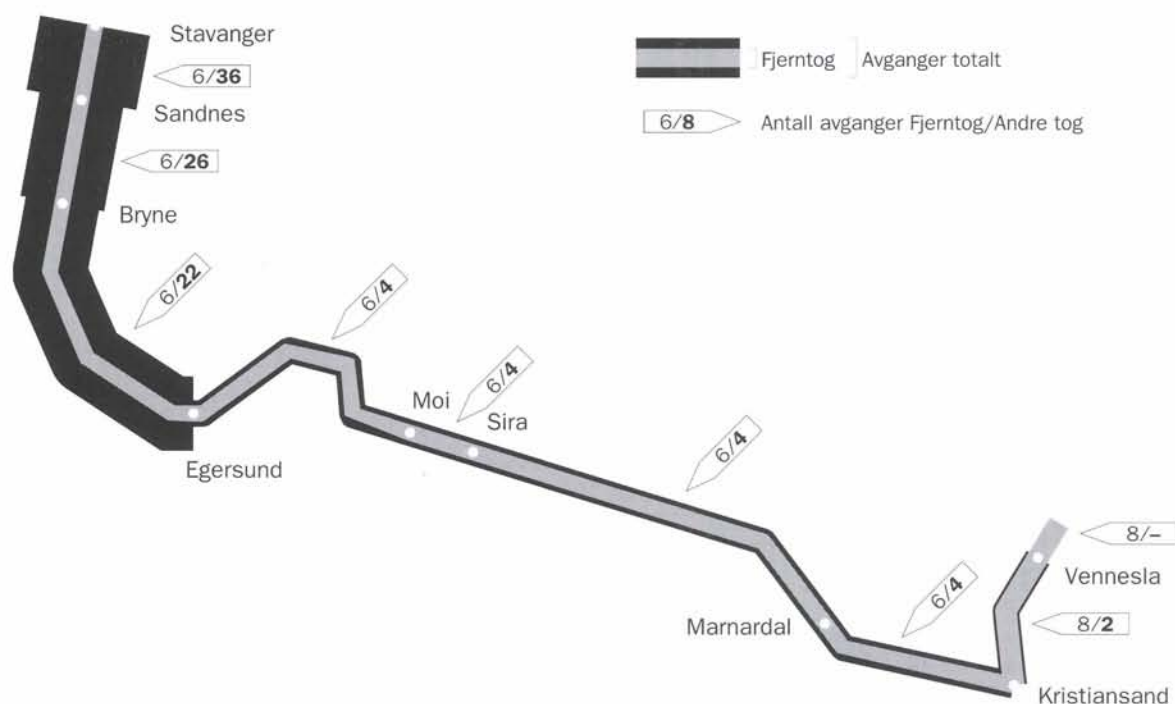 Stavanger
6/36
Sandnes
6/26
Bryne
6/22
Egersund
6/4
Moi
6/4
Sira
6/4
Marnardal
6/4
8/–
Vennesla
8/2
Kristiansand
Fjerntog
Avganger totalt
6/8
Antall avganger Fjerntog/Andre tog